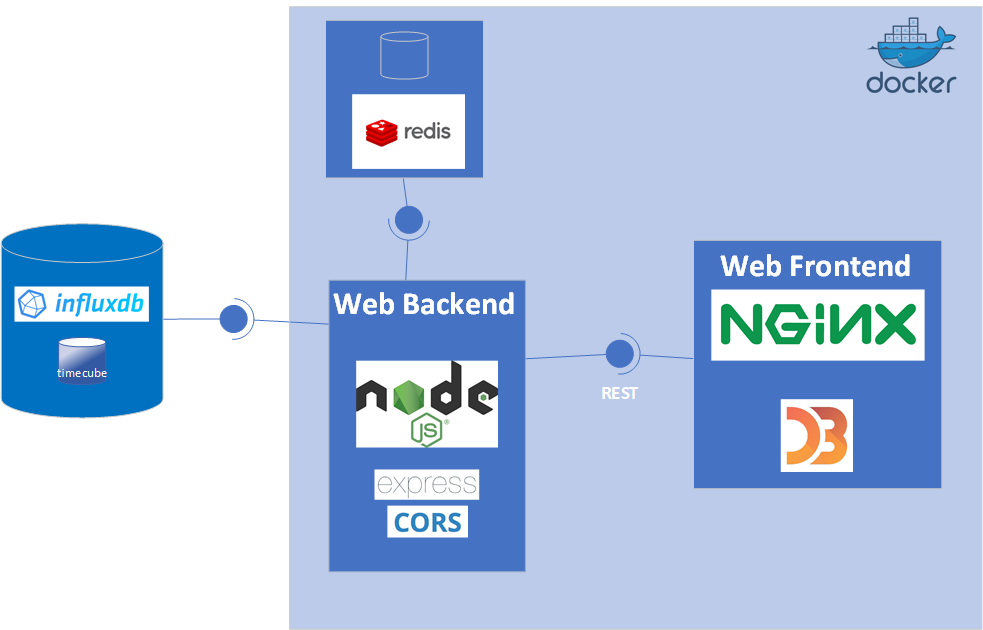 docker
redis
influxdb
timecube
Web Backend
node
JS
express
CORS
REST
Web Frontend
NGINX
D3